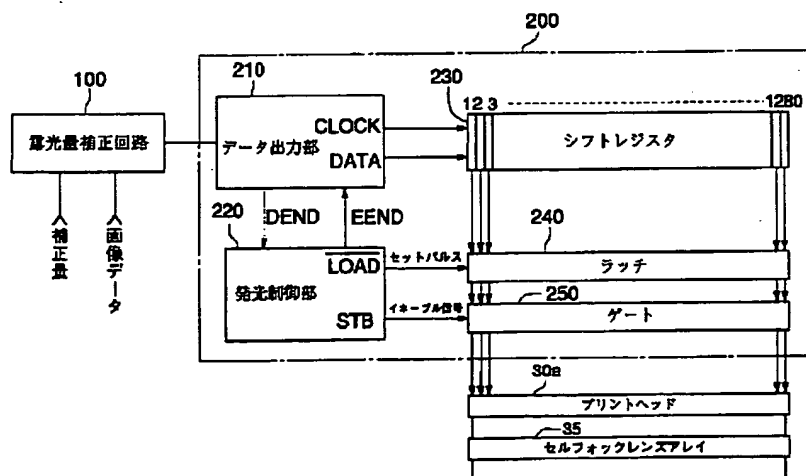 200
100
露光量補正回路
補正量
画像データ
210
データ出力部
CLOCK
DATA
DEND
EEND
220
発光制御部
LOAD
STB
セットパルス
イネーブル信号
230
1 2 3 1280
シフトレジスタ
240
ラッチ
250
ゲート
30a
プリントヘッド
35
セルフォックレンズアレイ